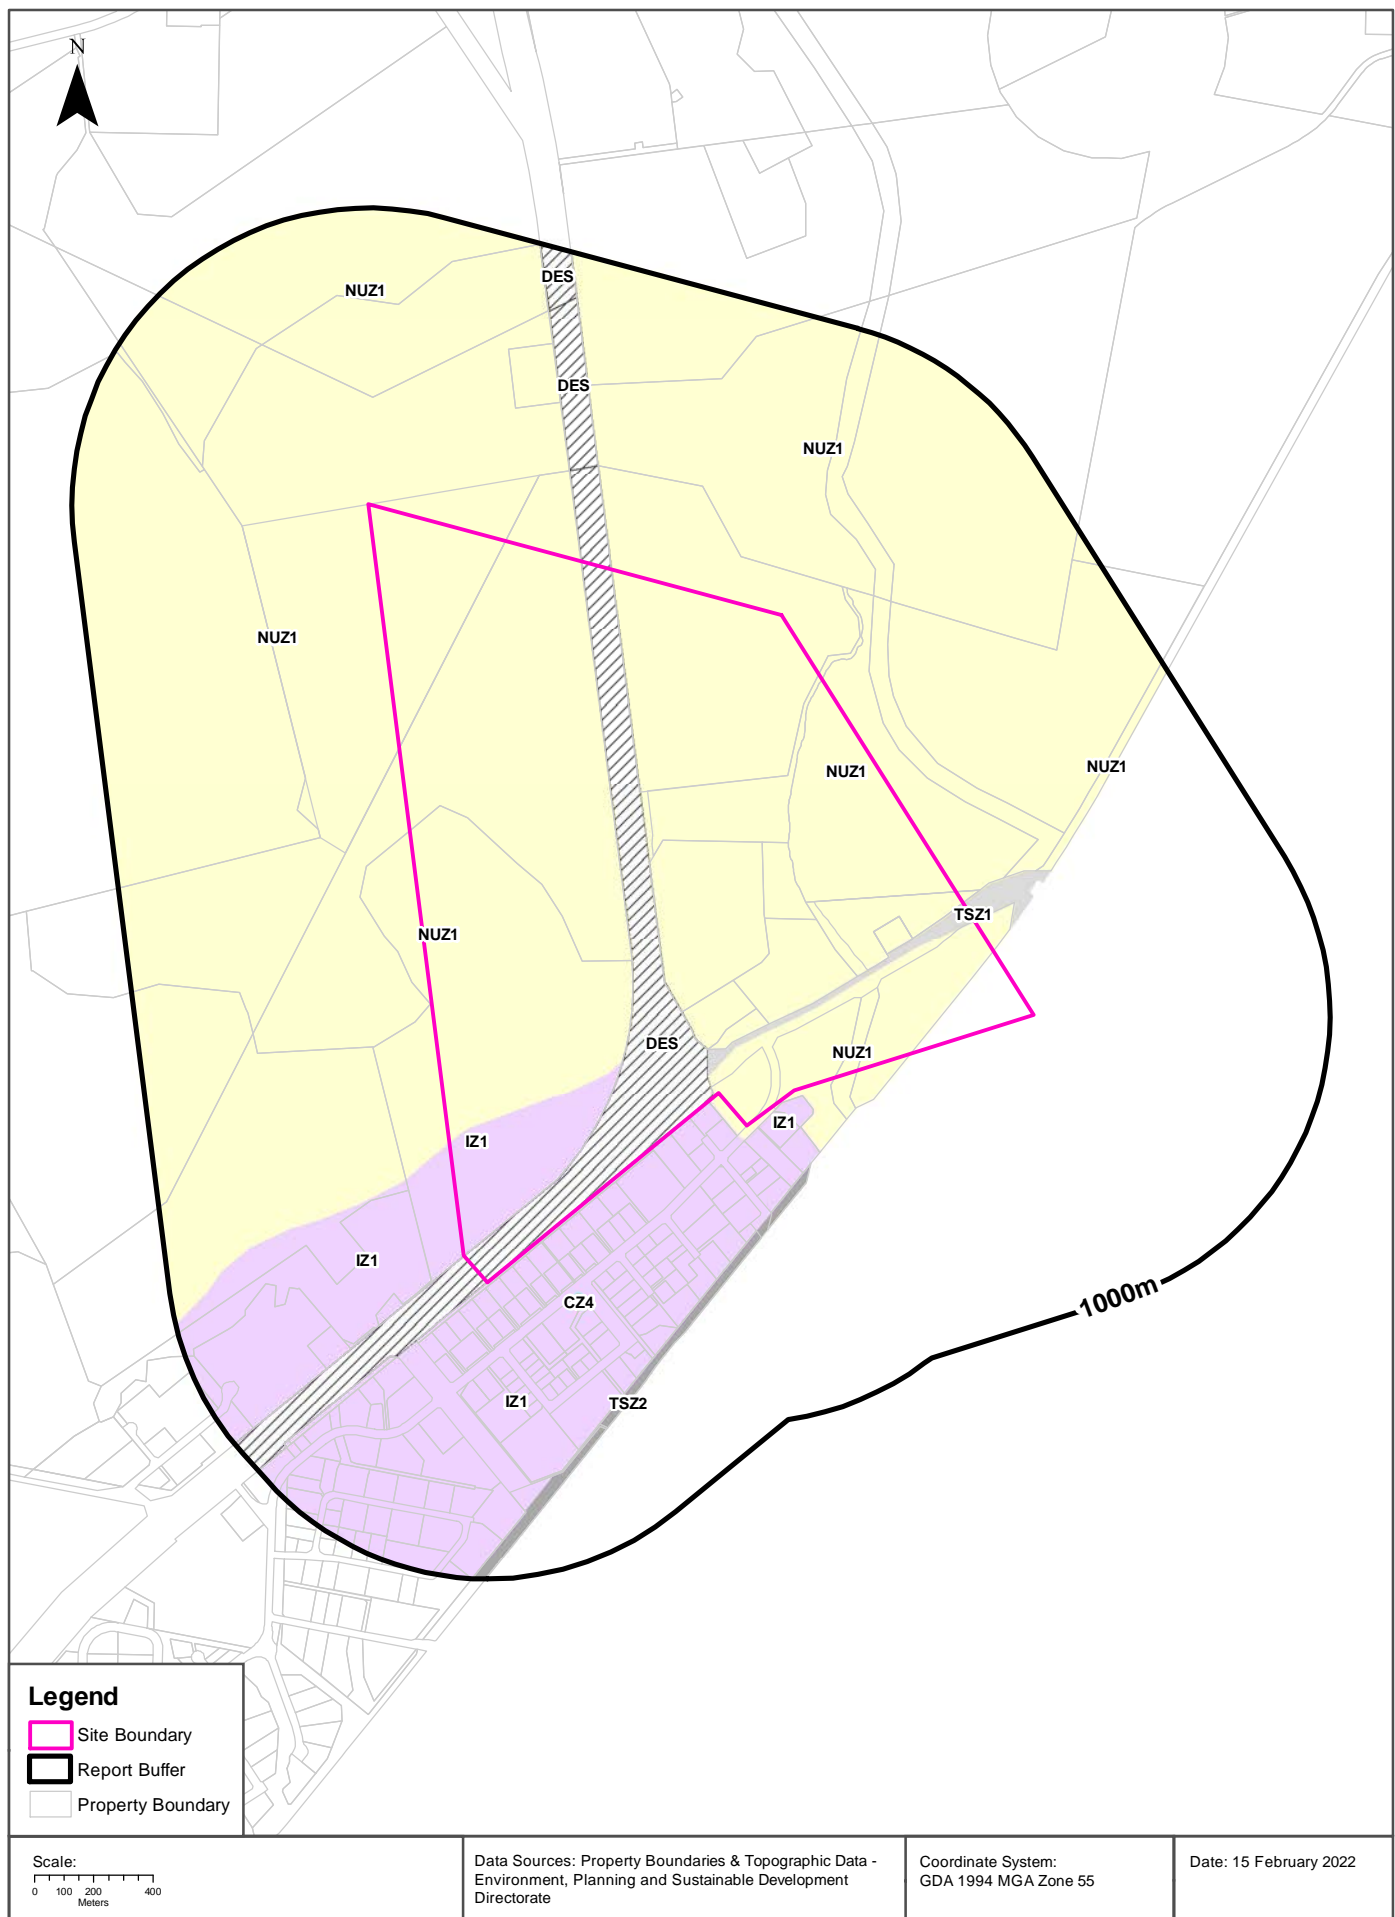 N
DES
NUZ1
DES
NUZ1
NUZ1
NUZ1
NUZ1
TSZ1
NUZ1
DES
NUZ1
IZ1
IZ1
IZ1
1000m
CZ4
IZ1
TSZ2
Legend
Site Boundary
Report Buffer
Property Boundary
Scale:
0 100 200 400
Meters
Data Sources: Property Boundaries & Topographic Data -
Environment, Planning and Sustainable Development
Directorate
Coordinate System:
GDA 1994 MGA Zone 55
Date: 15 February 2022